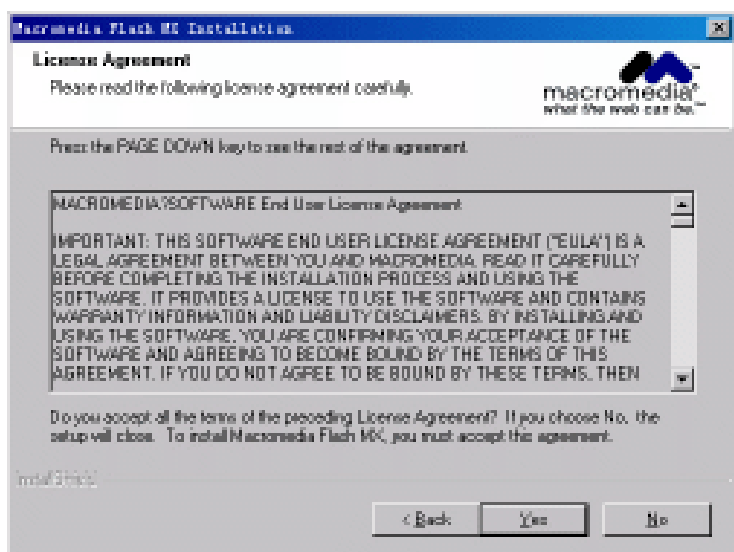 Macromedia Flash MX Installation
License Agreement
Please read the following license agreement carefully.
macromedia®
what the web can be.™
Press the PAGE DOWN key to see the rest of the agreement.
MACROMEDIA?SOFTWARE End User License Agreement
IMPORTANT: THIS SOFTWARE END USER LICENSE AGREEMENT ("EULA") IS A
LEGAL AGREEMENT BETWEEN YOU AND MACROMEDIA. READ IT CAREFULLY
BEFORE COMPLETING THE INSTALLATION PROCESS AND USING THE
SOFTWARE. IT PROVIDES A LICENSE TO USE THE SOFTWARE AND CONTAINS
WARRANTY INFORMATION AND LIABILITY DISCLAIMERS. BY INSTALLING AND
USING THE SOFTWARE, YOU ARE CONFIRMING YOUR ACCEPTANCE OF THE
SOFTWARE AND AGREEING TO BECOME BOUND BY THE TERMS OF THIS
AGREEMENT. IF YOU DO NOT AGREE TO BE BOUND BY THESE TERMS, THEN
Do you accept all the terms of the preceding License Agreement? If you choose No, the
setup will close. To install Macromedia Flash MX, you must accept this agreement.
InstallShield
< Back
Yes
No